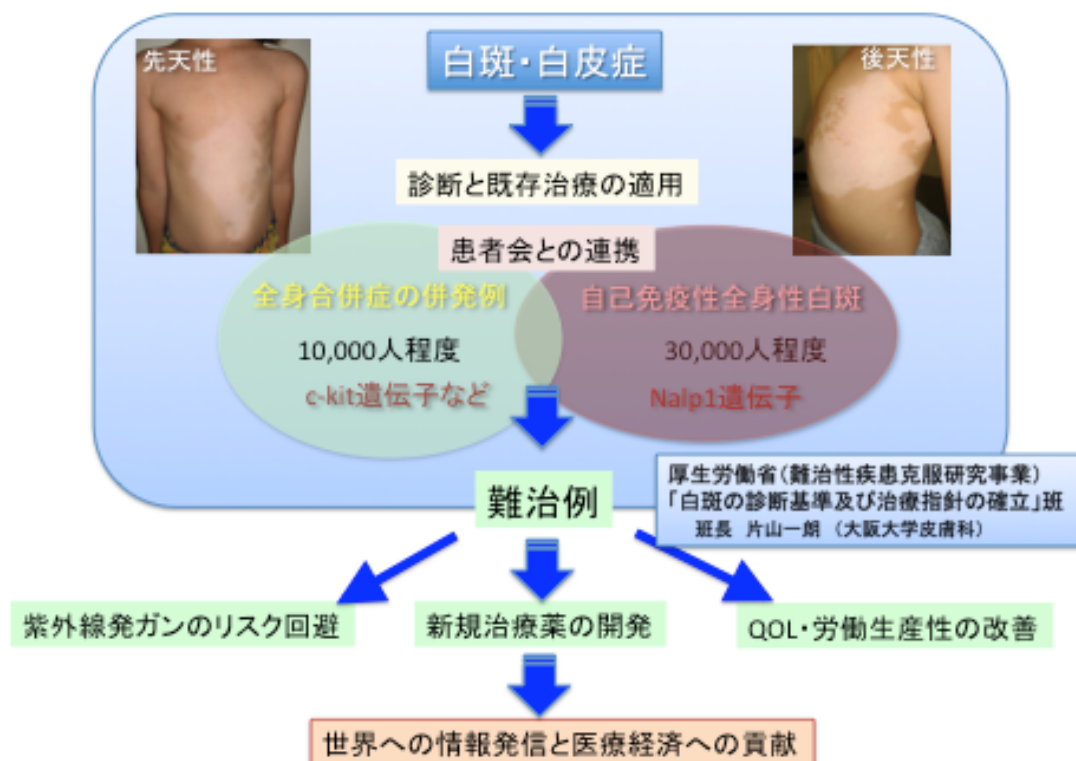 先天性
白斑・白皮症
後天性
診断と既存治療の適用
患者会との連携
全身合併症の併発例
自己免疫性全身性白斑
10,000人程度
30,000人程度
c-kit遺伝子など
Nalp1遺伝子
難治例
厚生労働省(難治性疾患克服研究事業)
「白斑の診断基準及び治療指針の確立」班
班長 片山一朗 (大阪大学皮膚科)
紫外線発ガンのリスク回避
新規治療薬の開発
QOL・労働生産性の改善
世界への情報発信と医療経済への貢献